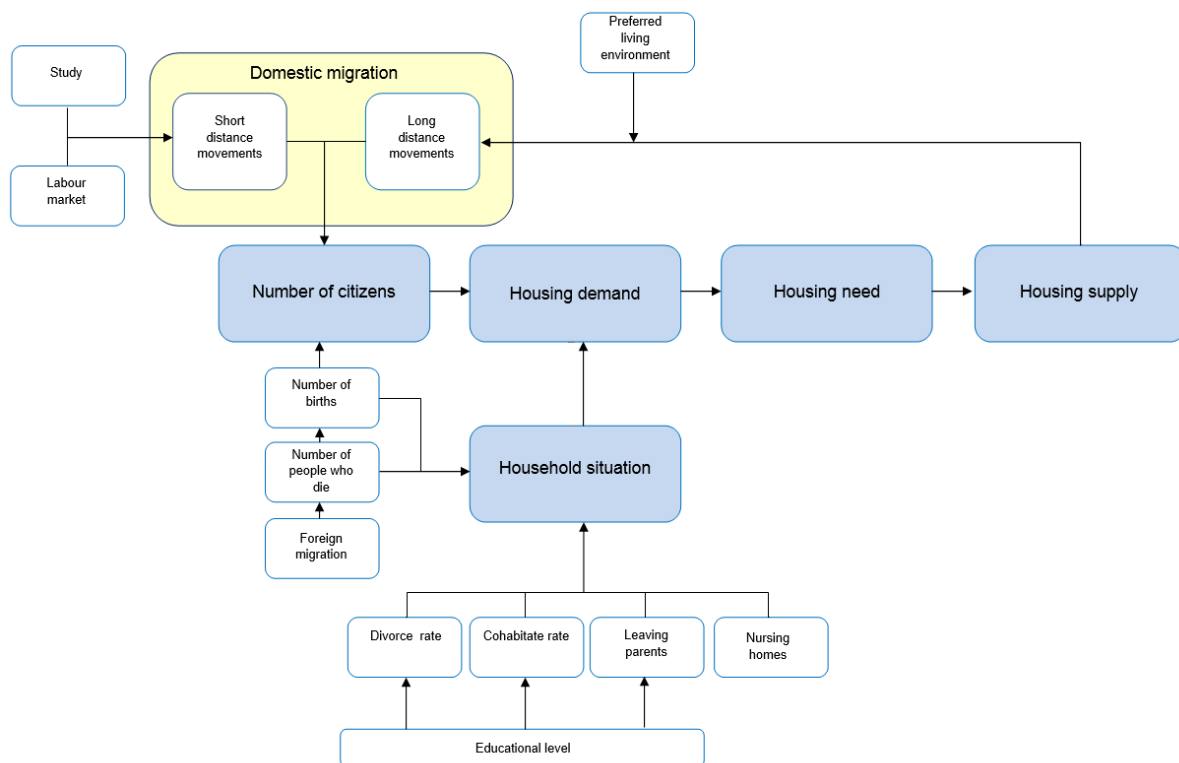 Preferred
living
environment
Study
Domestic migration
Short
distance
movements
Long
distance
movements
Labour
market
Number of citizens
Housing demand
Housing need
Housing supply
Number of
births
Number of
people who
die
Household situation
Foreign
migration
Divorce rate
Cohabitate rate
Leaving
parents
Nursing
homes
Educational level